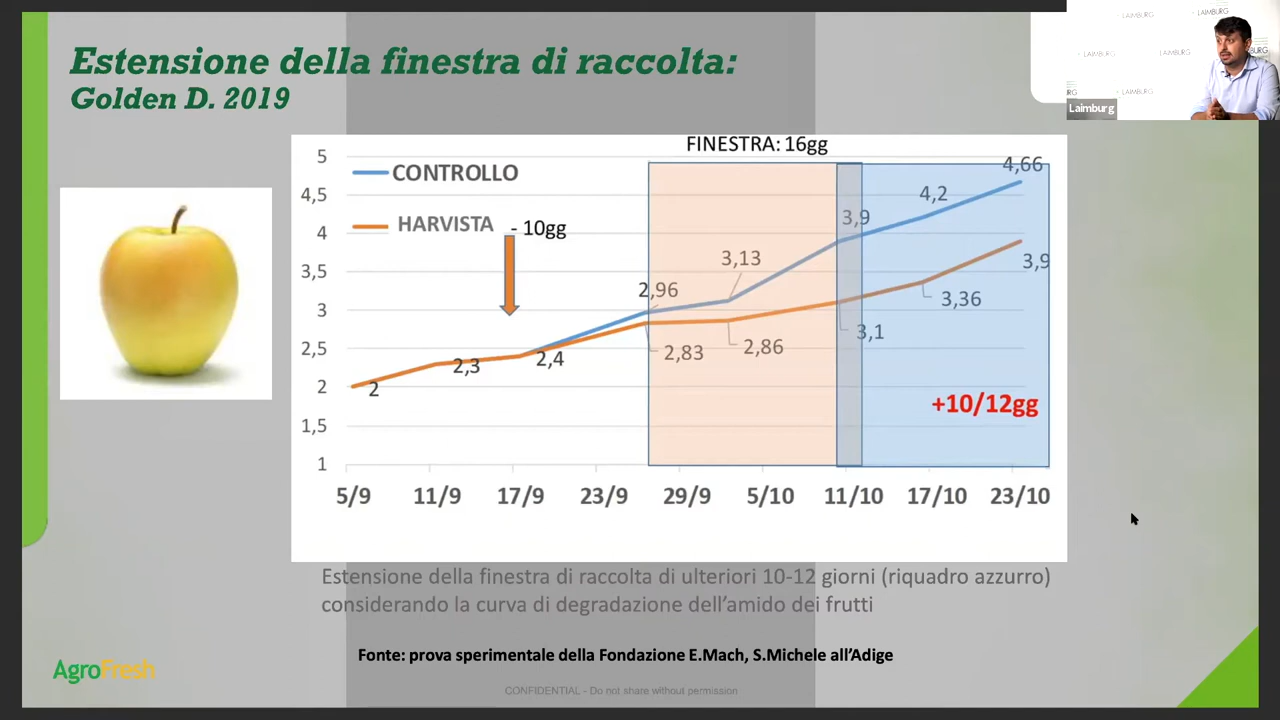 Estensione della finestra di raccolta:
Golden D. 2019
LAIMBURG
LAIMBURG
LAIMBURG
LAIMBURG
LAIMBURG
Laimburg
FINESTRA: 16gg
CONTROLLO
HARVISTA
- 10gg
5
4,5
4
3,5
3
2,5
2
1,5
1
2
2,3
2,4
2,96
3,13
3,9
4,2
4,66
2,83
2,86
3,1
3,36
3,9
+10/12gg
5/9 11/9 17/9 23/9 29/9 5/10 11/10 17/10 23/10
Estensione della finestra di raccolta di ulteriori 10-12 giorni (riquadro azzurro)
considerando la curva di degradazione dell’amido dei frutti
Fonte: prova sperimentale della Fondazione E.Mach, S.Michele all’Adige
AgroFresh
CONFIDENTIAL - Do not share without permission